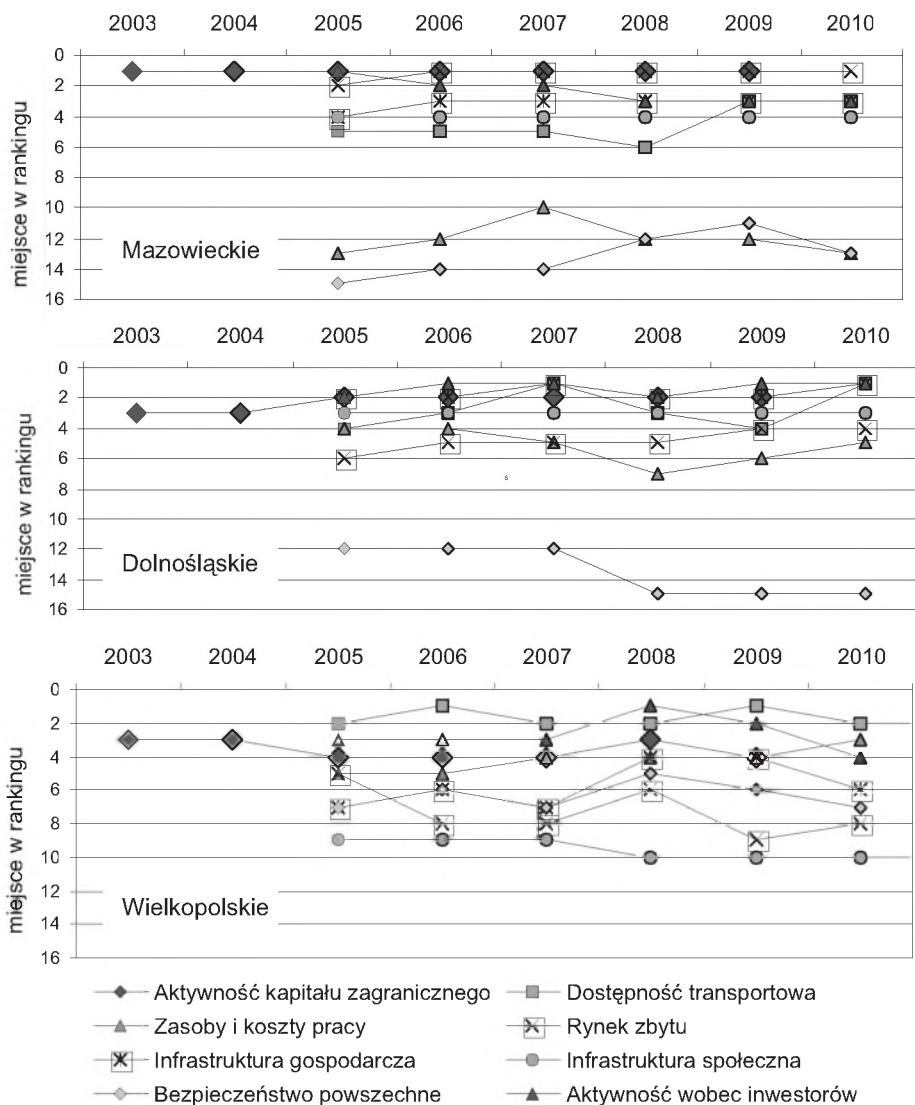 2003 2004 2005 2006 2007 2008 2009 2010
miejsce w rankingu
0
2
4
6
8
10
12
14
16
Mazowieckie
2003 2004 2005 2006 2007 2008 2009 2010
miejsce w rankingu
0
2
4
6
8
10
12
14
16
s
Dolnośląskie
2003 2004 2005 2006 2007 2008 2009 2010
miejsce w rankingu
0
2
4
6
8
10
12
14
16
Wielkopolskie
Aktywność kapitału zagranicznego Dostępność transportowa
Zasoby i koszty pracy Rynek zbytu
Infrastruktura gospodarcza Infrastruktura społeczna
Bezpieczeństwo powszechne Aktywność wobec inwestorów